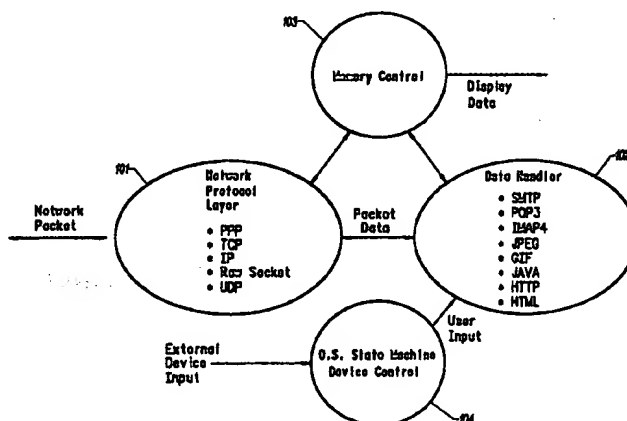 103
Memory Control
Display
Data
101
Network
Protocol
Layer
• PPP
• TCP
• IP
• Raw Socket
• UDP
Network
Packet
Packet
Data
102
Data Handler
• SMTP
• POP3
• IMAP4
• JPEG
• GIF
• JAVA
• HTTP
• HTML
User
Input
External
Device
Input
O.S. State Machine
Device Control
104